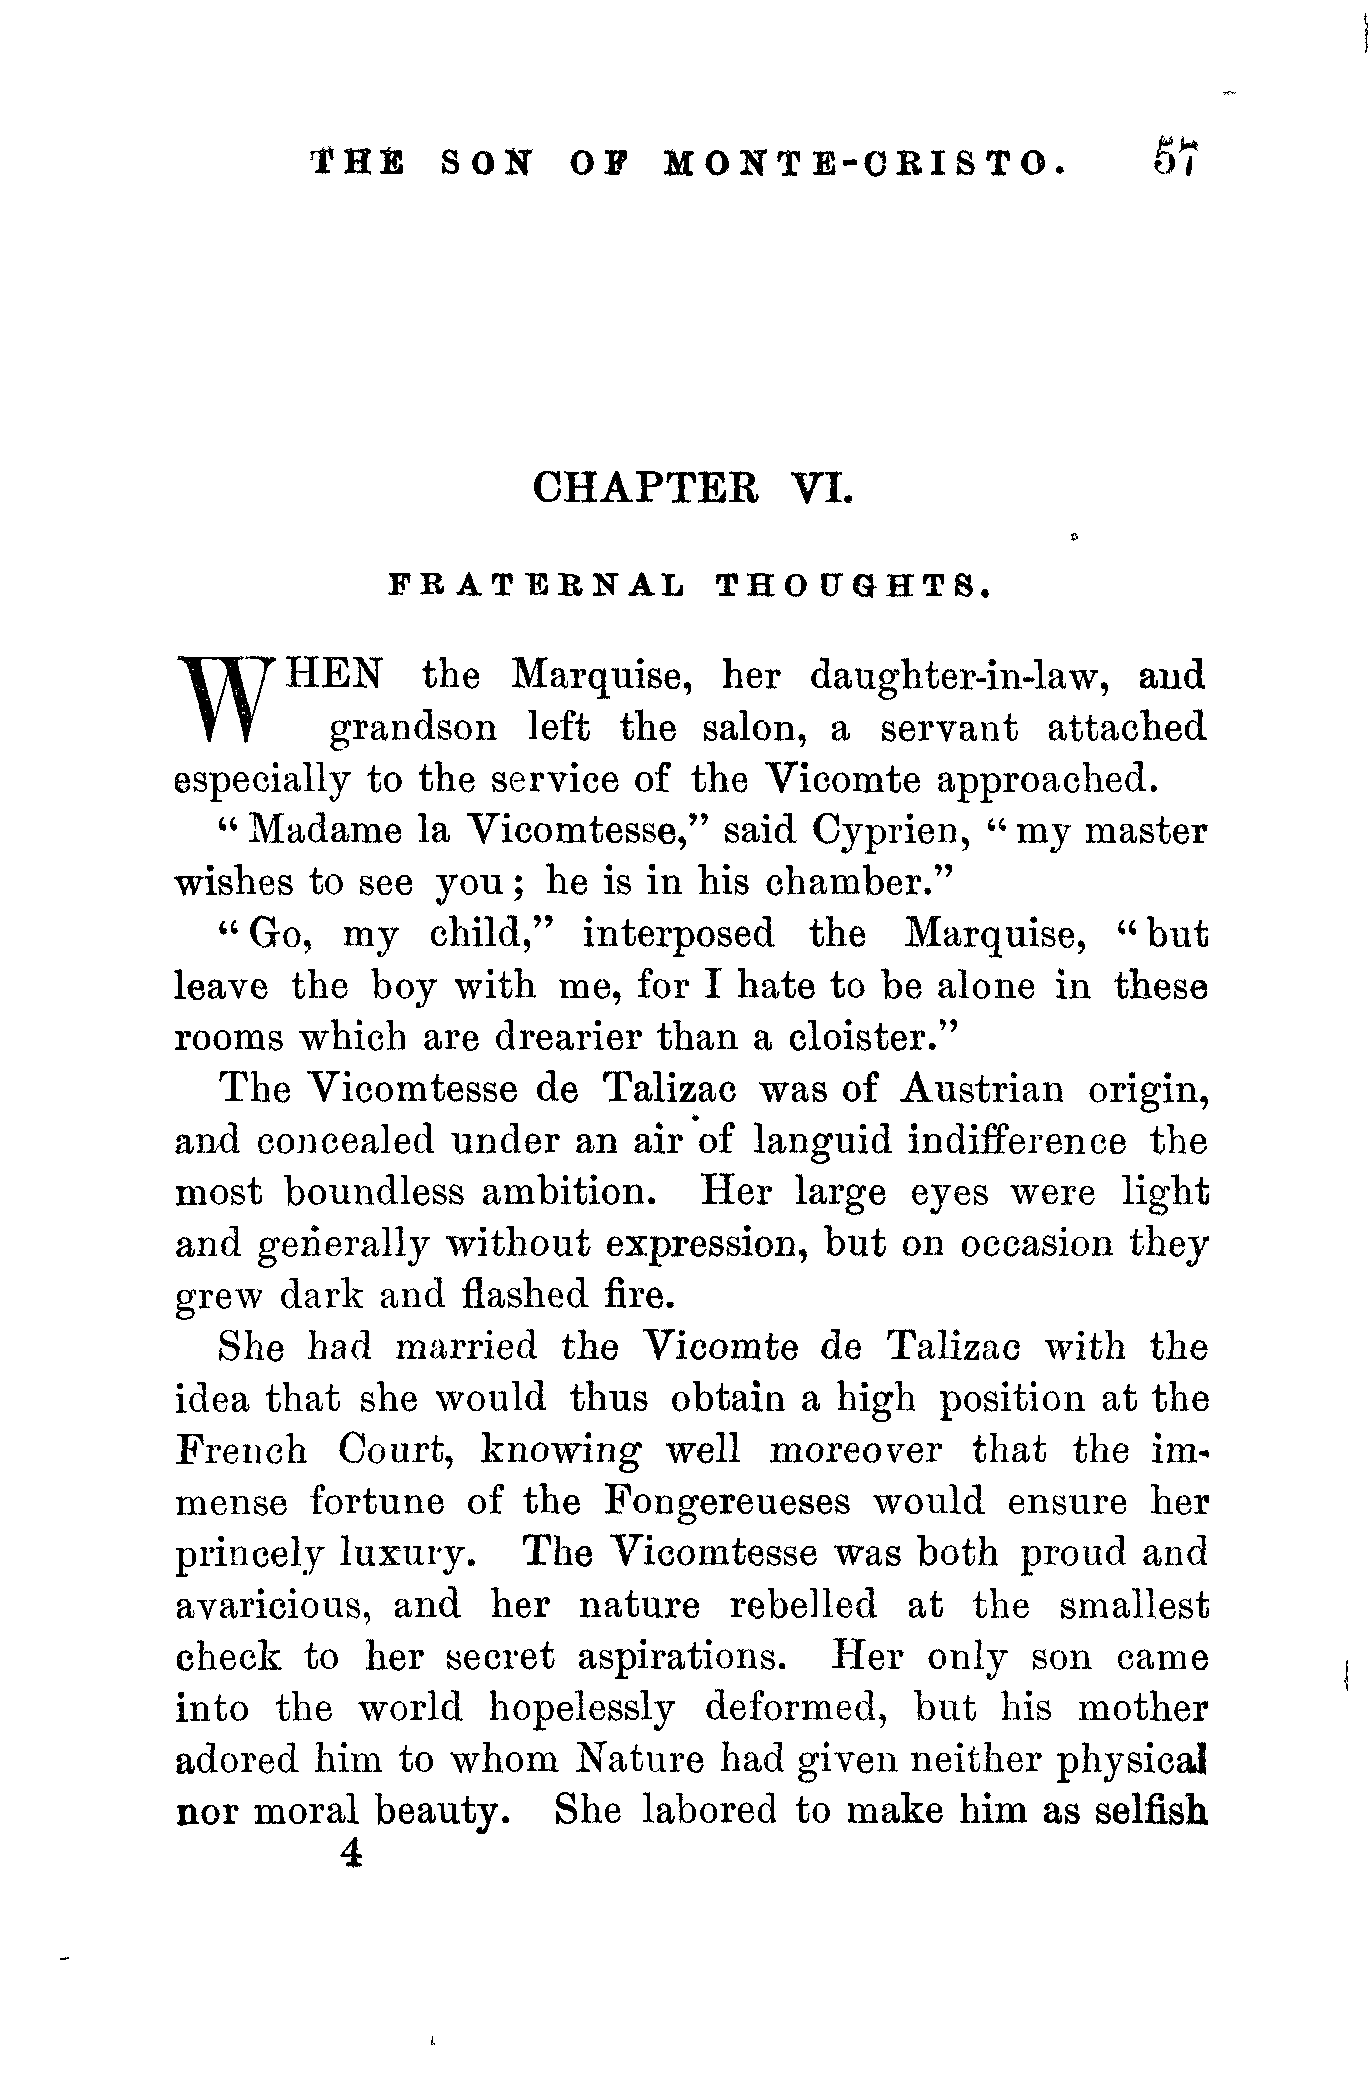 THE SON OF MONTE-CRISTO. 57
CHAPTER VI.
FRATERNAL THOUGHTS.
WHEN the Marquise, her daughter-in-law, and
grandson left the salon, a servant attached
especially to the service of the Vicomte approached.
“Madame la Vicomtesse,” said Cyprien, “my master
wishes to see you; he is in his chamber.”
“Go, my child,” interposed the Marquise, “but
leave the boy with me, for I hate to be alone in these
rooms which are drearier than a cloister.”
The Vicomtesse de Talizac was of Austrian origin,
and concealed under an air of languid indifference the
most boundless ambition. Her large eyes were light
and generally without expression, but on occasion they
grew dark and flashed fire.
She had married the Vicomte de Talizac with the
idea that she would thus obtain a high position at the
French Court, knowing well moreover that the im-
mense fortune of the Fongereueses would ensure her
princely luxury. The Vicomtesse was both proud and
avaricious, and her nature rebelled at the smallest
check to her secret aspirations. Her only son came
into the world hopelessly deformed, but his mother
adored him to whom Nature had given neither physical
nor moral beauty. She labored to make him as selfish
4